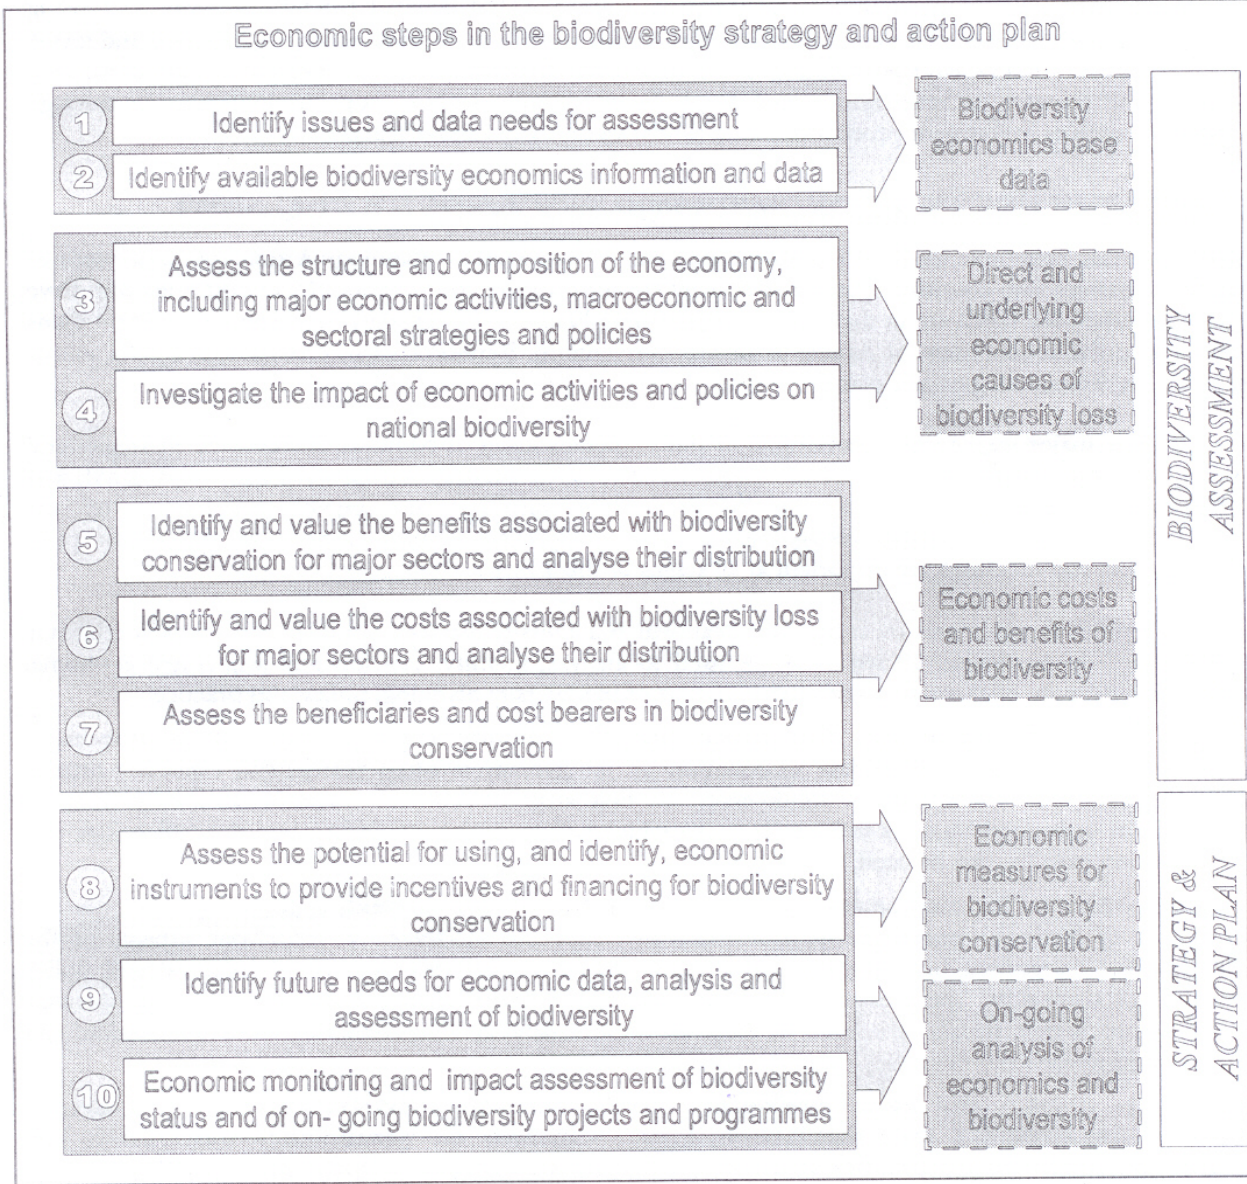 Economic steps in the biodiversity strategy and action plan
1
Identify issues and data needs for assessment
2
Identify available biodiversity economics information and data
Biodiversity
economics base
data
3
Assess the structure and composition of the economy,
including major economic activities, macroeconomic and
sectoral strategies and policies
4
Investigate the impact of economic activities and policies on
national biodiversity
Direct and
underlying
economic
causes of
biodiversity loss
5
Identify and value the benefits associated with biodiversity
conservation for major sectors and analyse their distribution
6
Identify and value the costs associated with biodiversity loss
for major sectors and analyse their distribution
7
Assess the beneficiaries and cost bearers in biodiversity
conservation
Economic costs
and benefits of
biodiversity
BIODIVERSITY
ASSESSMENT
8
Assess the potential for using, and identify, economic
instruments to provide incentives and financing for biodiversity
conservation
Economic
measures for
biodiversity
conservation
9
Identify future needs for economic data, analysis and
assessment of biodiversity
10
Economic monitoring and impact assessment of biodiversity
status and of on- going biodiversity projects and programmes
On-going
analysis of
economics and
biodiversity
STRATEGY &
ACTION PLAN